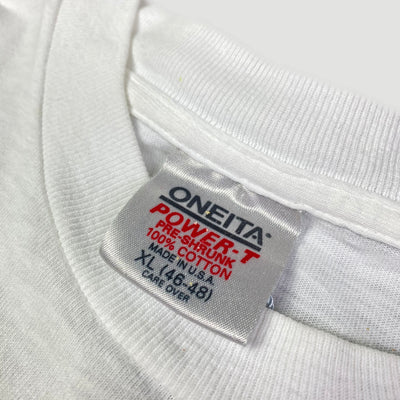 ONEITA
POWER-T
PRE-SHRUNK
100% COTTON
MADE IN U.S.A.
XL (46-48)
CARE OVER